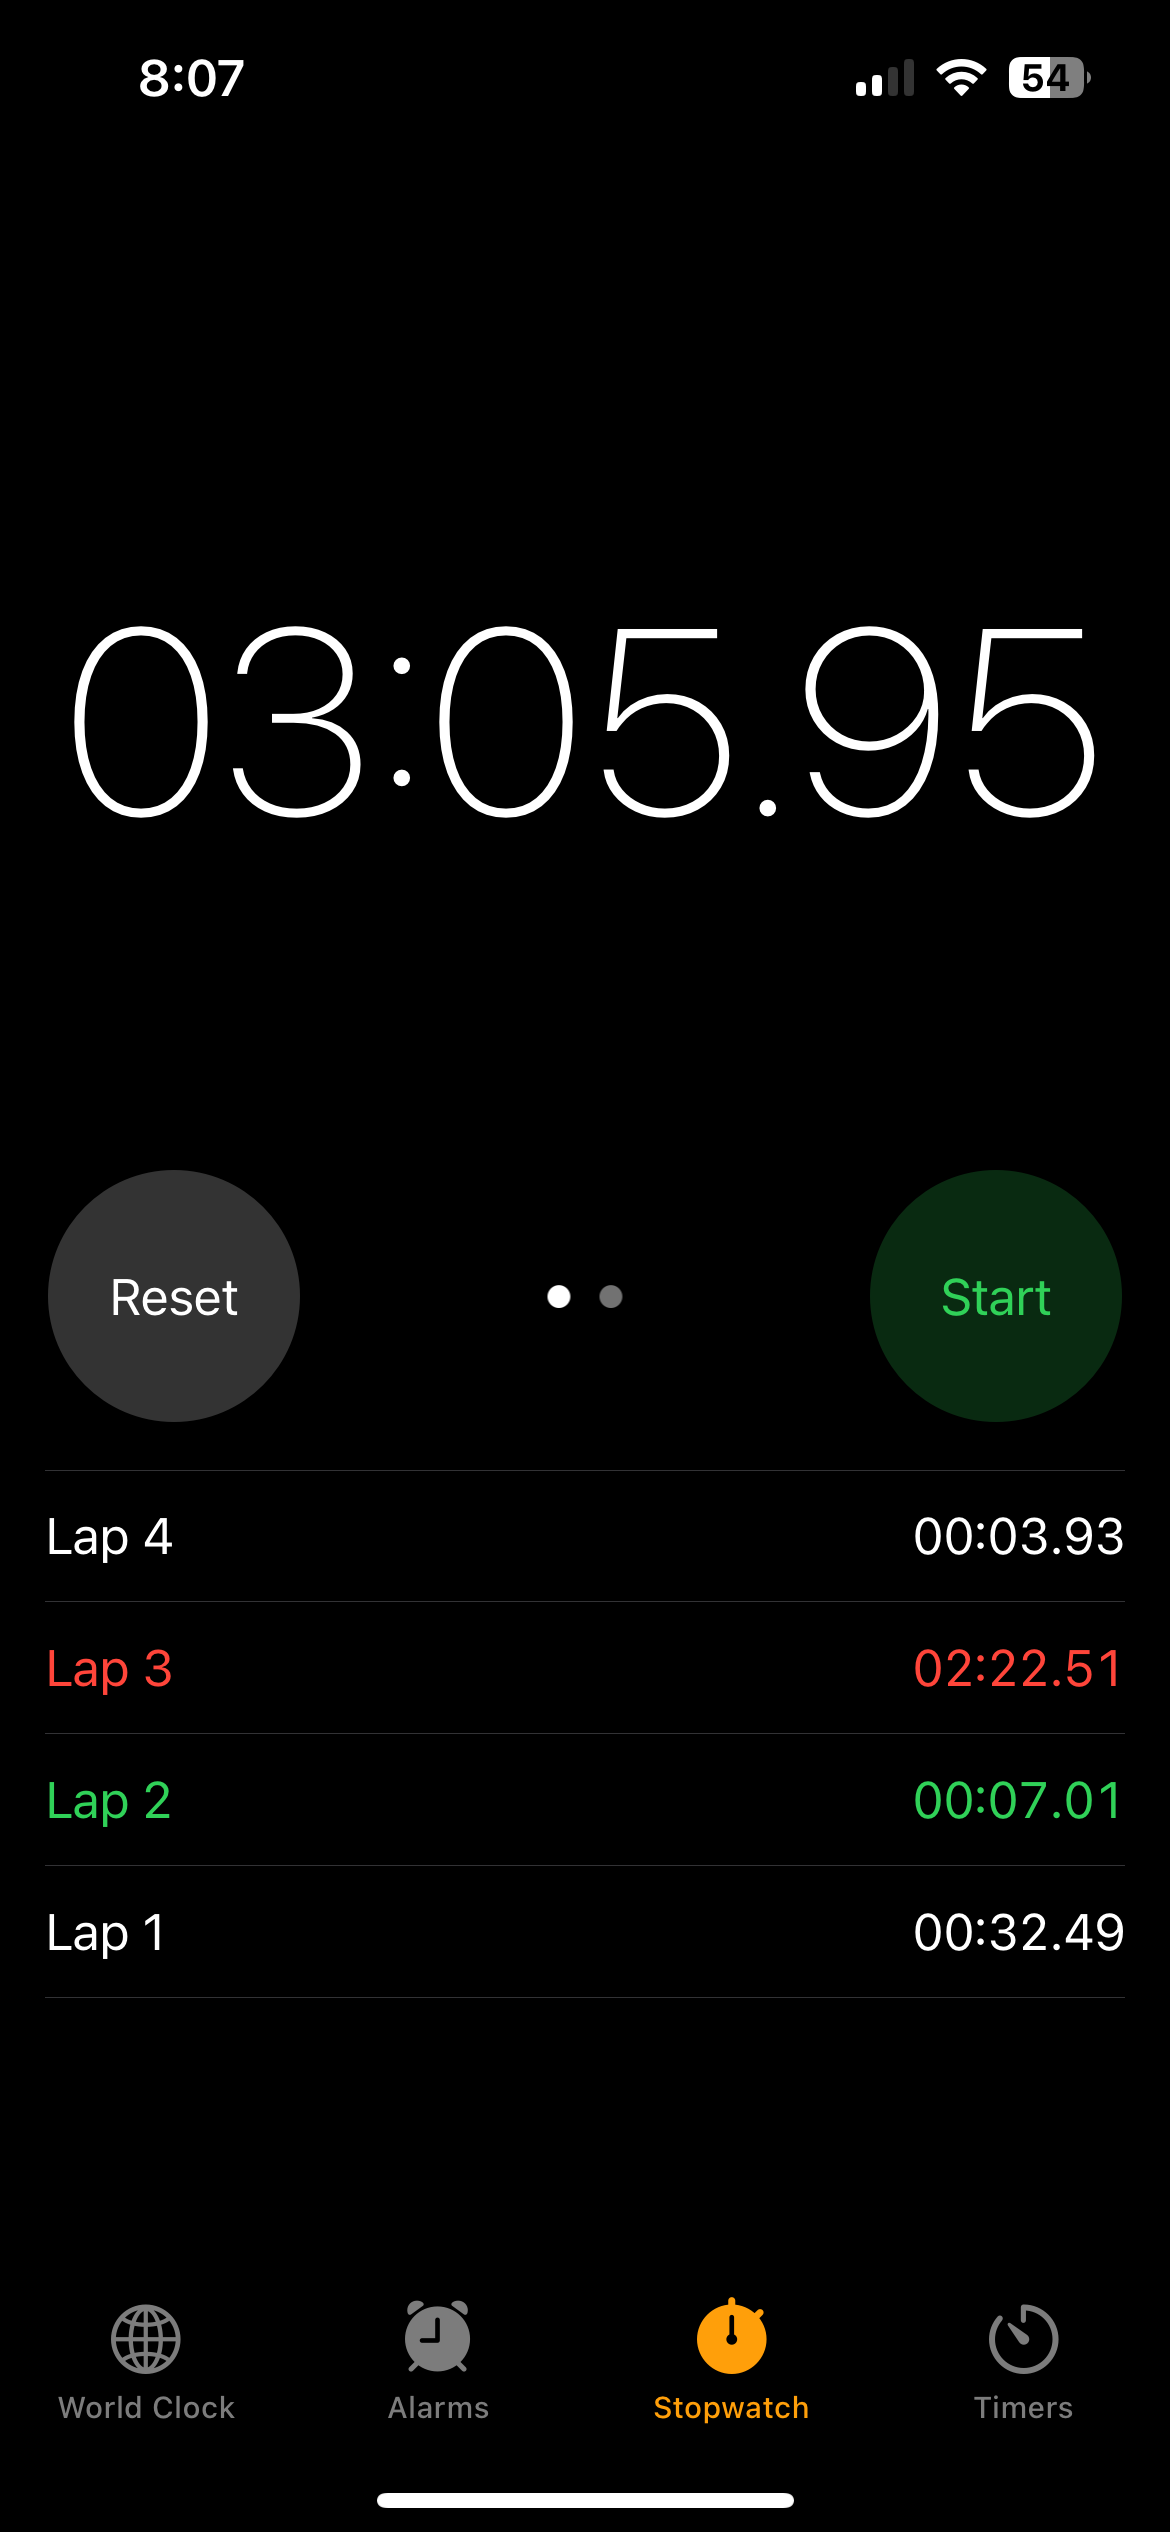 8:07 54
03:05.95
Reset Start
Lap 4 00:03.93
Lap 3 02:22.51
Lap 2 00:07.01
Lap 1 00:32.49
World Clock Alarms Stopwatch Timers